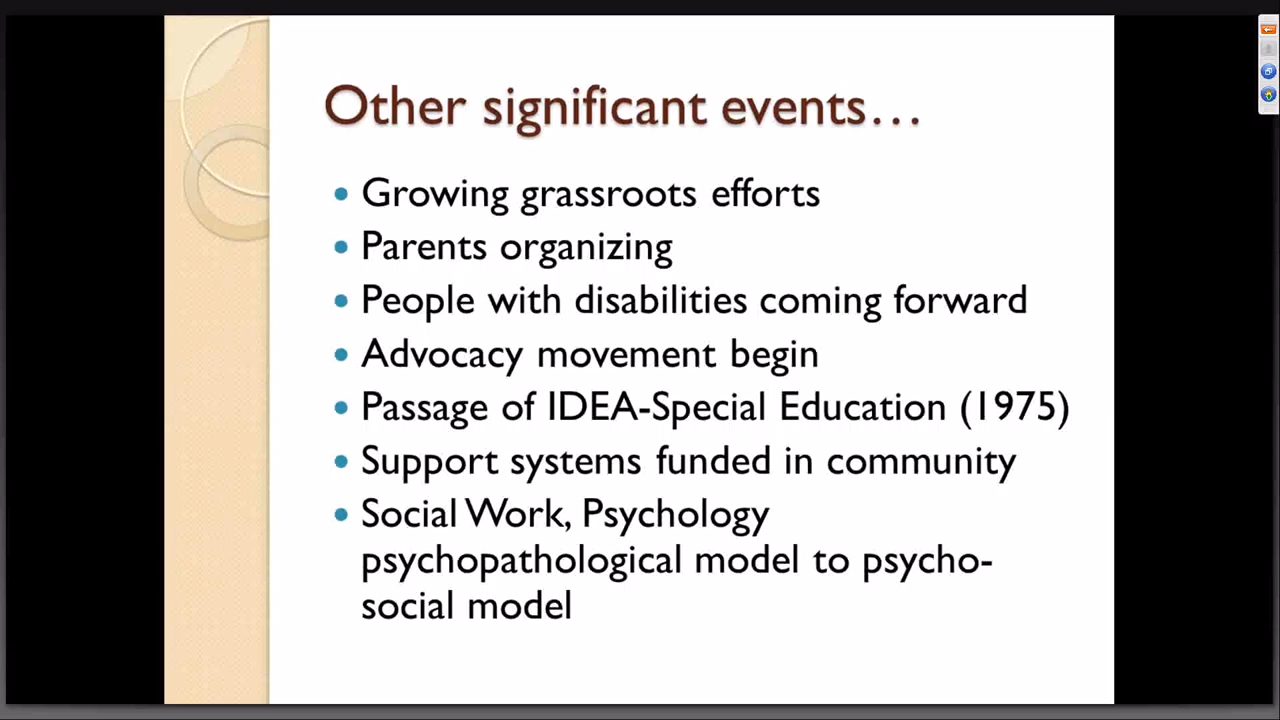 Other significant events…
• Growing grassroots efforts
• Parents organizing
• People with disabilities coming forward
• Advocacy movement begin
• Passage of IDEA-Special Education (1975)
• Support systems funded in community
• Social Work, Psychology
psychopathological model to psycho-
social model